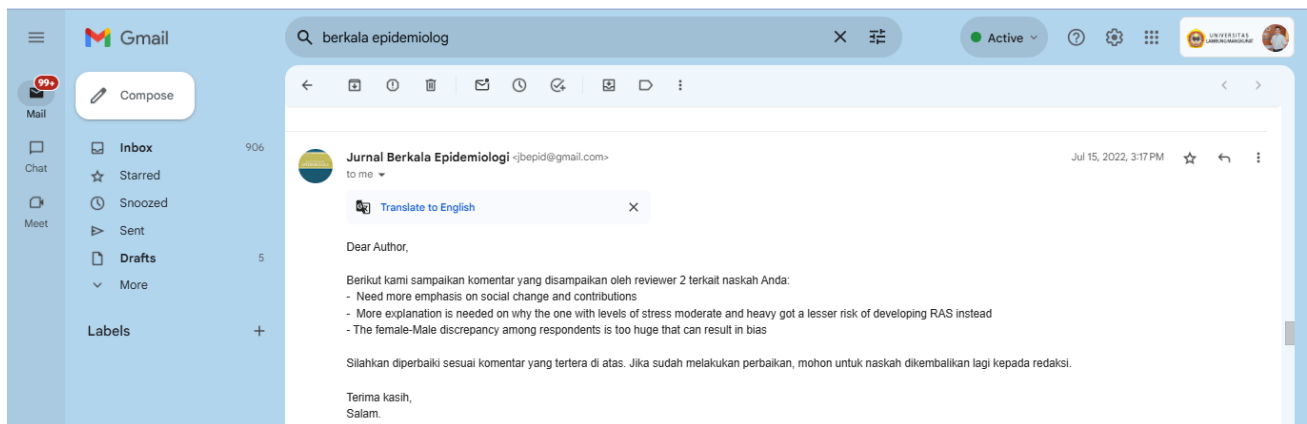 Gmail
berkala epidemiolog
Active
UNIVERSITAS
LAMBUNG MANGKURAT
99+
Mail
Compose
Chat
Inbox 906
Starred
Meet
Snoozed
Sent
Drafts 5
More
Labels
Jurnal Berkala Epidemiologi <jbepid@gmail.com> Jul 15, 2022, 3:17 PM
to me
Translate to English
Dear Author,
Berikut kami sampaikan komentar yang disampaikan oleh reviewer 2 terkait naskah Anda:
- Need more emphasis on social change and contributions
- More explanation is needed on why the one with levels of stress moderate and heavy got a lesser risk of developing RAS instead
- The female-Male discrepancy among respondents is too huge that can result in bias
Silahkan diperbaiki sesuai komentar yang tertera di atas. Jika sudah melakukan perbaikan, mohon untuk naskah dikembalikan lagi kepada redaksi.
Terima kasih,
Salam.